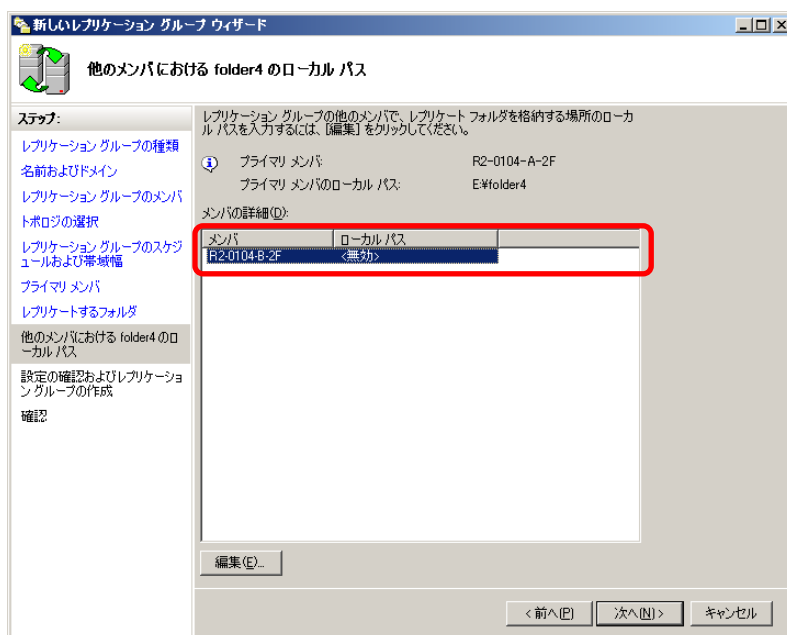 新しいレプリケーション グループ ウィザード
他のメンバにおける folder4 のローカル パス
ステップ:
レプリケーション グループの種類
名前およびドメイン
レプリケーション グループのメンバ
トポロジの選択
レプリケーション グループのスケジ
ュールおよび帯域幅
プライマリ メンバ
レプリケートするフォルダ
他のメンバにおける folder4 のロ
ーカル パス
設定の確認およびレプリケーショ
ン グループの作成
確認
レプリケーション グループの他のメンバで、レプリケート フォルダを格納する場所のローカ
ル パスを入力するには、[編集] をクリックしてください。
プライマリ メンバ: R2-0104-A-2F
プライマリ メンバのローカル パス: E:¥folder4
メンバの詳細(D):
メンバ ローカル パス
R2-0104-B-2F <無効>
編集(E)...
< 前へ(P) 次へ(N) > キャンセル